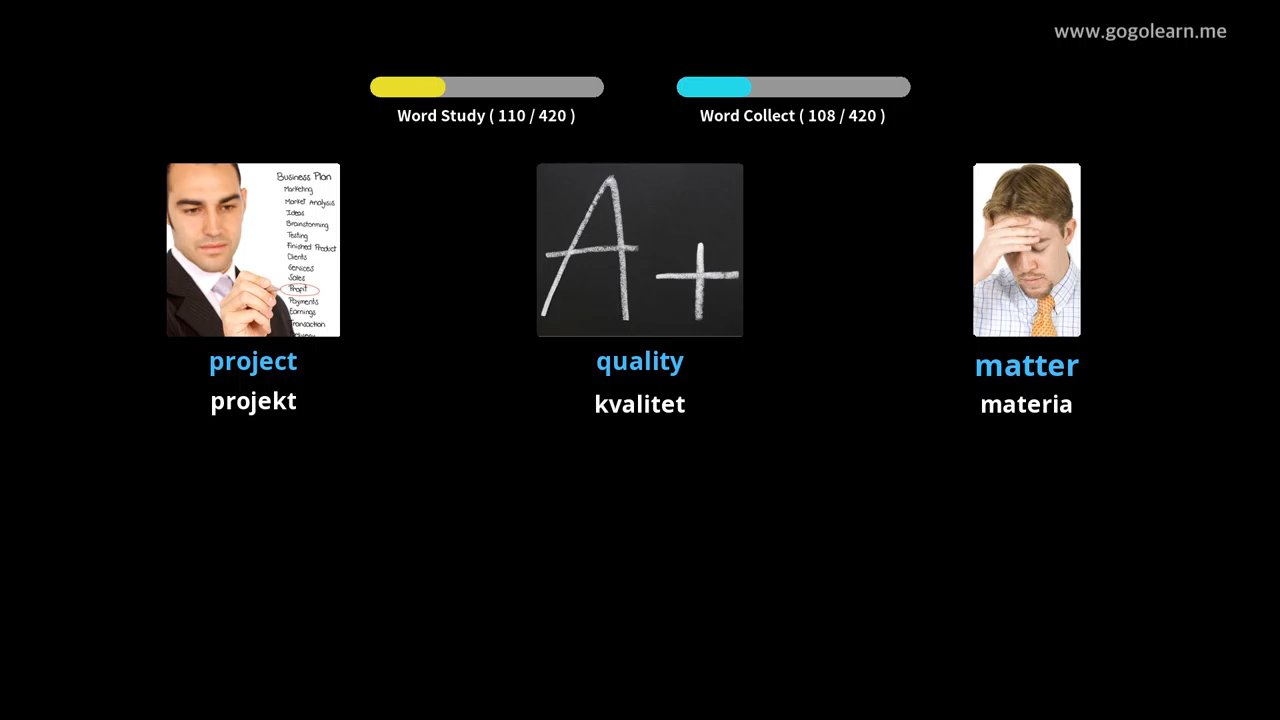 www.gogolearn.me
Word Study ( 110 / 420 )
Word Collect ( 108 / 420 )
Business Plan
Marketing
Market Analysis
Ideas
Brainstorming
Testing
Finished Product
Clients
Services
Sales
Profit
Payments
Earnings
Transaction
A+
project
quality
matter
projekt
kvalitet
materia